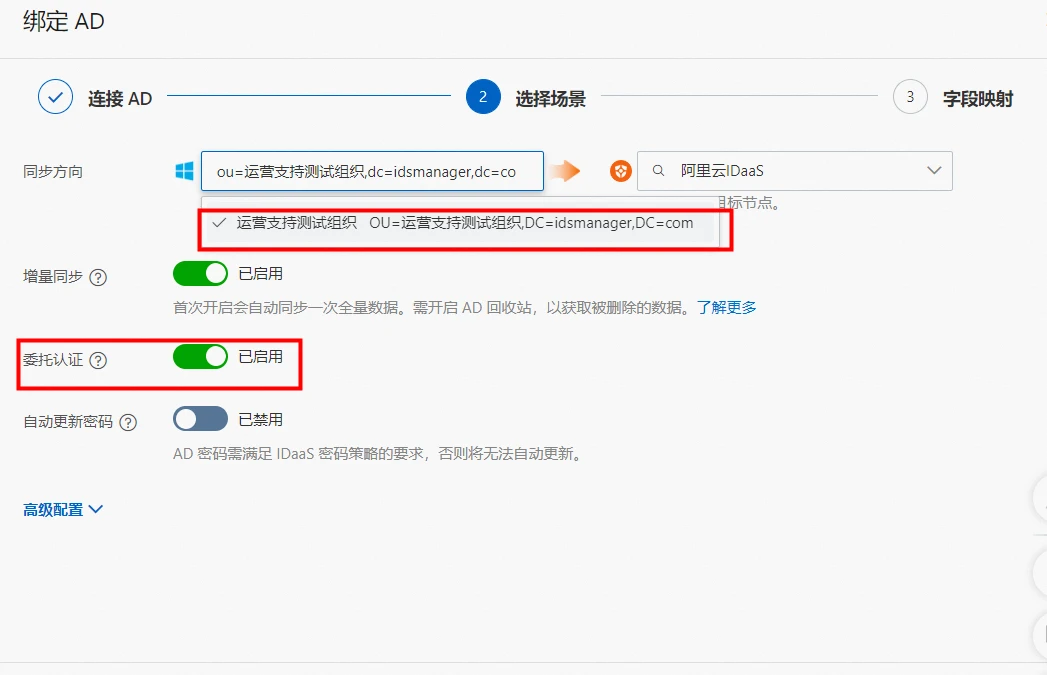 绑定 AD
连接 AD
2
选择场景
3
字段映射
同步方向
ou=运营支持测试组织,dc=idsmanager,dc=co
阿里云IDaaS
目标节点。
运营支持测试组织 OU=运营支持测试组织,DC=idsmanager,DC=com
增量同步 ?
已启用
首次开启会自动同步一次全量数据。需开启 AD 回收站，以获取被删除的数据。了解更多
委托认证 ?
已启用
自动更新密码 ?
已禁用
AD 密码需满足 IDaaS 密码策略的要求，否则将无法自动更新。
高级配置